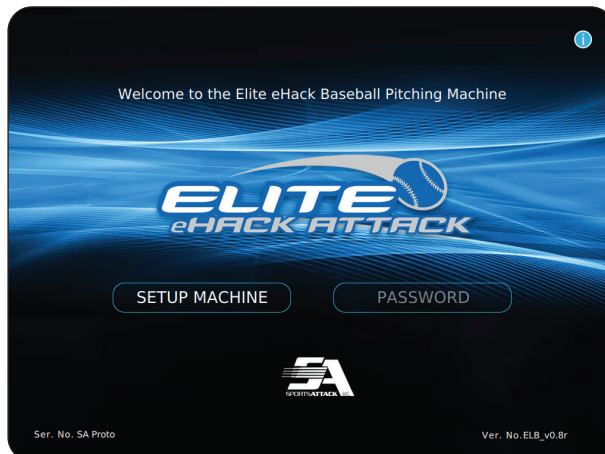 i
Welcome to the Elite eHack Baseball Pitching Machine
ELITE
eHACK ATTACK
SETUP MACHINE
PASSWORD
SA
SPORTS ATTACK
Ser. No. SA Proto
Ver. No.ELB_v0.8r